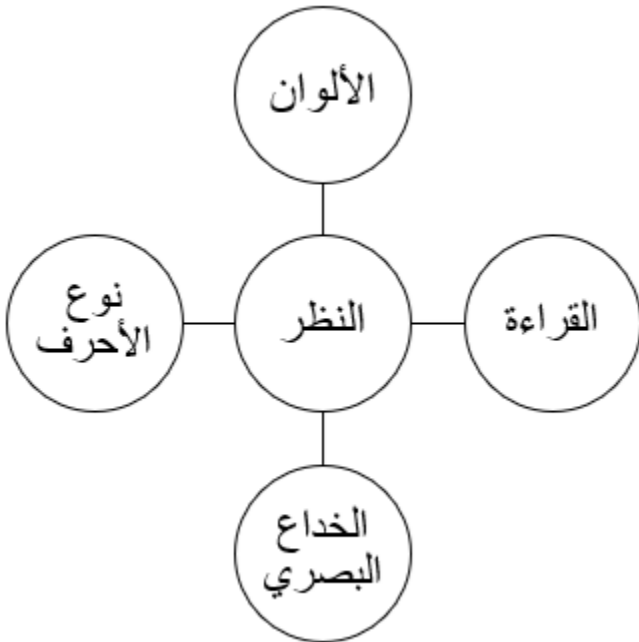 الألوان
القراءة
النظر
نوع
الأحرف
الخداع
البصري